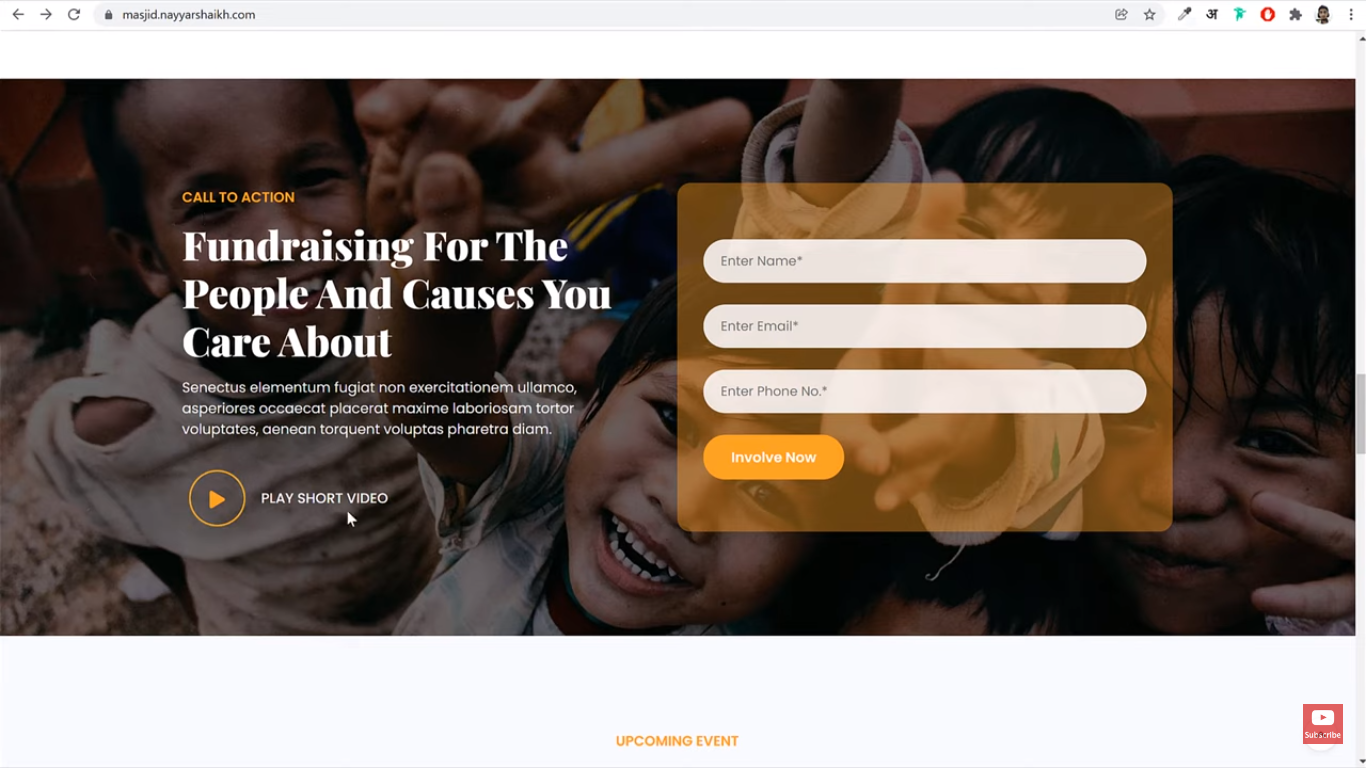 masjid.nayyarshaikh.com
अ
CALL TO ACTION
Fundraising For The
People And Causes You
Care About
Senectus elementum fugiat non exercitationem ullamco,
asperiores occaecat placerat maxime laboriosam tortor
voluptates, aenean torquent voluptas pharetra diam.
PLAY SHORT VIDEO
Enter Name*
Enter Email*
Enter Phone No.*
Involve Now
UPCOMING EVENT
Subscribe